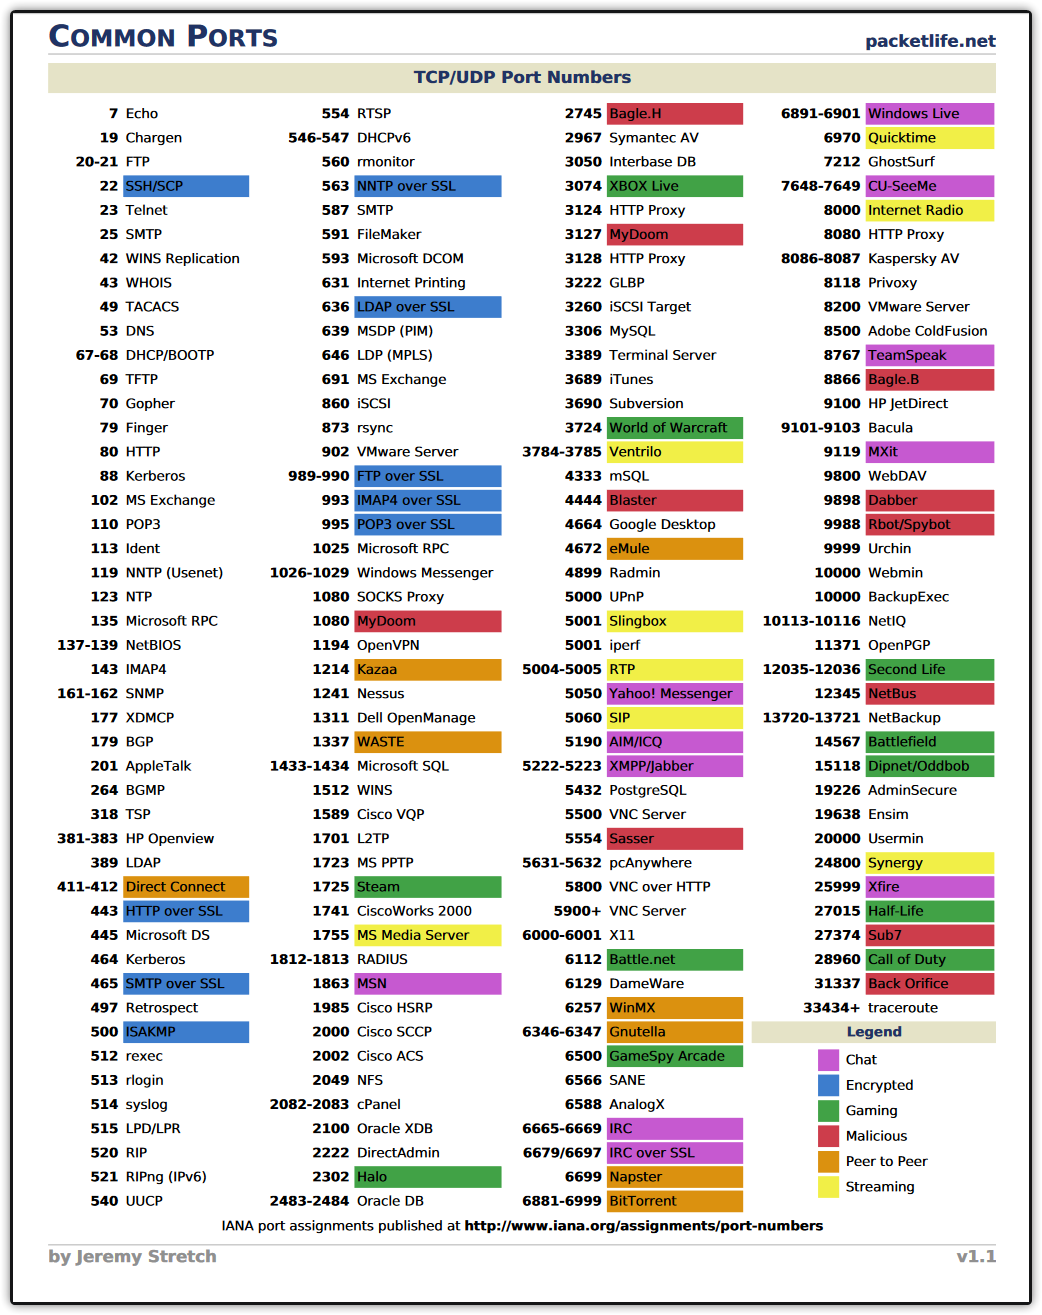 COMMON PORTS
packetlife.net
TCP/UDP Port Numbers
7 Echo
19 Chargen
20-21 FTP
22 SSH/SCP
23 Telnet
25 SMTP
42 WINS Replication
43 WHOIS
49 TACACS
53 DNS
67-68 DHCP/BOOTP
69 TFTP
70 Gopher
79 Finger
80 HTTP
88 Kerberos
102 MS Exchange
110 POP3
113 Ident
119 NNTP (Usenet)
123 NTP
135 Microsoft RPC
137-139 NetBIOS
143 IMAP4
161-162 SNMP
177 XDMCP
179 BGP
201 AppleTalk
264 BGMP
318 TSP
381-383 HP Openview
389 LDAP
411-412 Direct Connect
443 HTTP over SSL
445 Microsoft DS
464 Kerberos
465 SMTP over SSL
497 Retrospect
500 ISAKMP
512 rexec
513 rlogin
514 syslog
515 LPD/LPR
520 RIP
521 RIPng (IPv6)
540 UUCP
554 RTSP
546-547 DHCPv6
560 rmonitor
563 NNTP over SSL
587 SMTP
591 FileMaker
593 Microsoft DCOM
631 Internet Printing
636 LDAP over SSL
639 MSDP (PIM)
646 LDP (MPLS)
691 MS Exchange
860 iSCSI
873 rsync
902 VMware Server
989-990 FTP over SSL
993 IMAP4 over SSL
995 POP3 over SSL
1025 Microsoft RPC
1026-1029 Windows Messenger
1080 SOCKS Proxy
1080 MyDoom
1194 OpenVPN
1214 Kazaa
1241 Nessus
1311 Dell OpenManage
1337 WASTE
1433-1434 Microsoft SQL
1512 WINS
1589 Cisco VQP
1701 L2TP
1723 MS PPTP
1725 Steam
1741 CiscoWorks 2000
1755 MS Media Server
1812-1813 RADIUS
1863 MSN
1985 Cisco HSRP
2000 Cisco SCCP
2002 Cisco ACS
2049 NFS
2082-2083 cPanel
2100 Oracle XDB
2222 DirectAdmin
2302 Halo
2483-2484 Oracle DB
2745 Bagle.H
2967 Symantec AV
3050 Interbase DB
3074 XBOX Live
3124 HTTP Proxy
3127 MyDoom
3128 HTTP Proxy
3222 GLBP
3260 iSCSI Target
3306 MySQL
3389 Terminal Server
3689 iTunes
3690 Subversion
3724 World of Warcraft
3784-3785 Ventrilo
4333 mSQL
4444 Blaster
4664 Google Desktop
4672 eMule
4899 Radmin
5000 UPnP
5001 Slingbox
5001 iperf
5004-5005 RTP
5050 Yahoo! Messenger
5060 SIP
5190 AIM/ICQ
5222-5223 XMPP/Jabber
5432 PostgreSQL
5500 VNC Server
5554 Sasser
5631-5632 pcAnywhere
5800 VNC over HTTP
5900+ VNC Server
6000-6001 X11
6112 Battle.net
6129 DameWare
6257 WinMX
6346-6347 Gnutella
6500 GameSpy Arcade
6566 SANE
6588 AnalogX
6665-6669 IRC
6679/6697 IRC over SSL
6699 Napster
6881-6999 BitTorrent
6891-6901 Windows Live
6970 Quicktime
7212 GhostSurf
7648-7649 CU-SeeMe
8000 Internet Radio
8080 HTTP Proxy
8086-8087 Kaspersky AV
8118 Privoxy
8200 VMware Server
8500 Adobe ColdFusion
8767 TeamSpeak
8866 Bagle.B
9100 HP JetDirect
9101-9103 Bacula
9119 MXit
9800 WebDAV
9898 Dabber
9988 Rbot/Spybot
9999 Urchin
10000 Webmin
10000 BackupExec
10113-10116 NetIQ
11371 OpenPGP
12035-12036 Second Life
12345 NetBus
13720-13721 NetBackup
14567 Battlefield
15118 Dipnet/Oddbob
19226 AdminSecure
19638 Ensim
20000 Usermin
24800 Synergy
25999 Xfire
27015 Half-Life
27374 Sub7
28960 Call of Duty
31337 Back Orifice
33434+ traceroute
Legend
Chat
Encrypted
Gaming
Malicious
Peer to Peer
Streaming
IANA port assignments published at http://www.iana.org/assignments/port-numbers
by Jeremy Stretch
v1.1